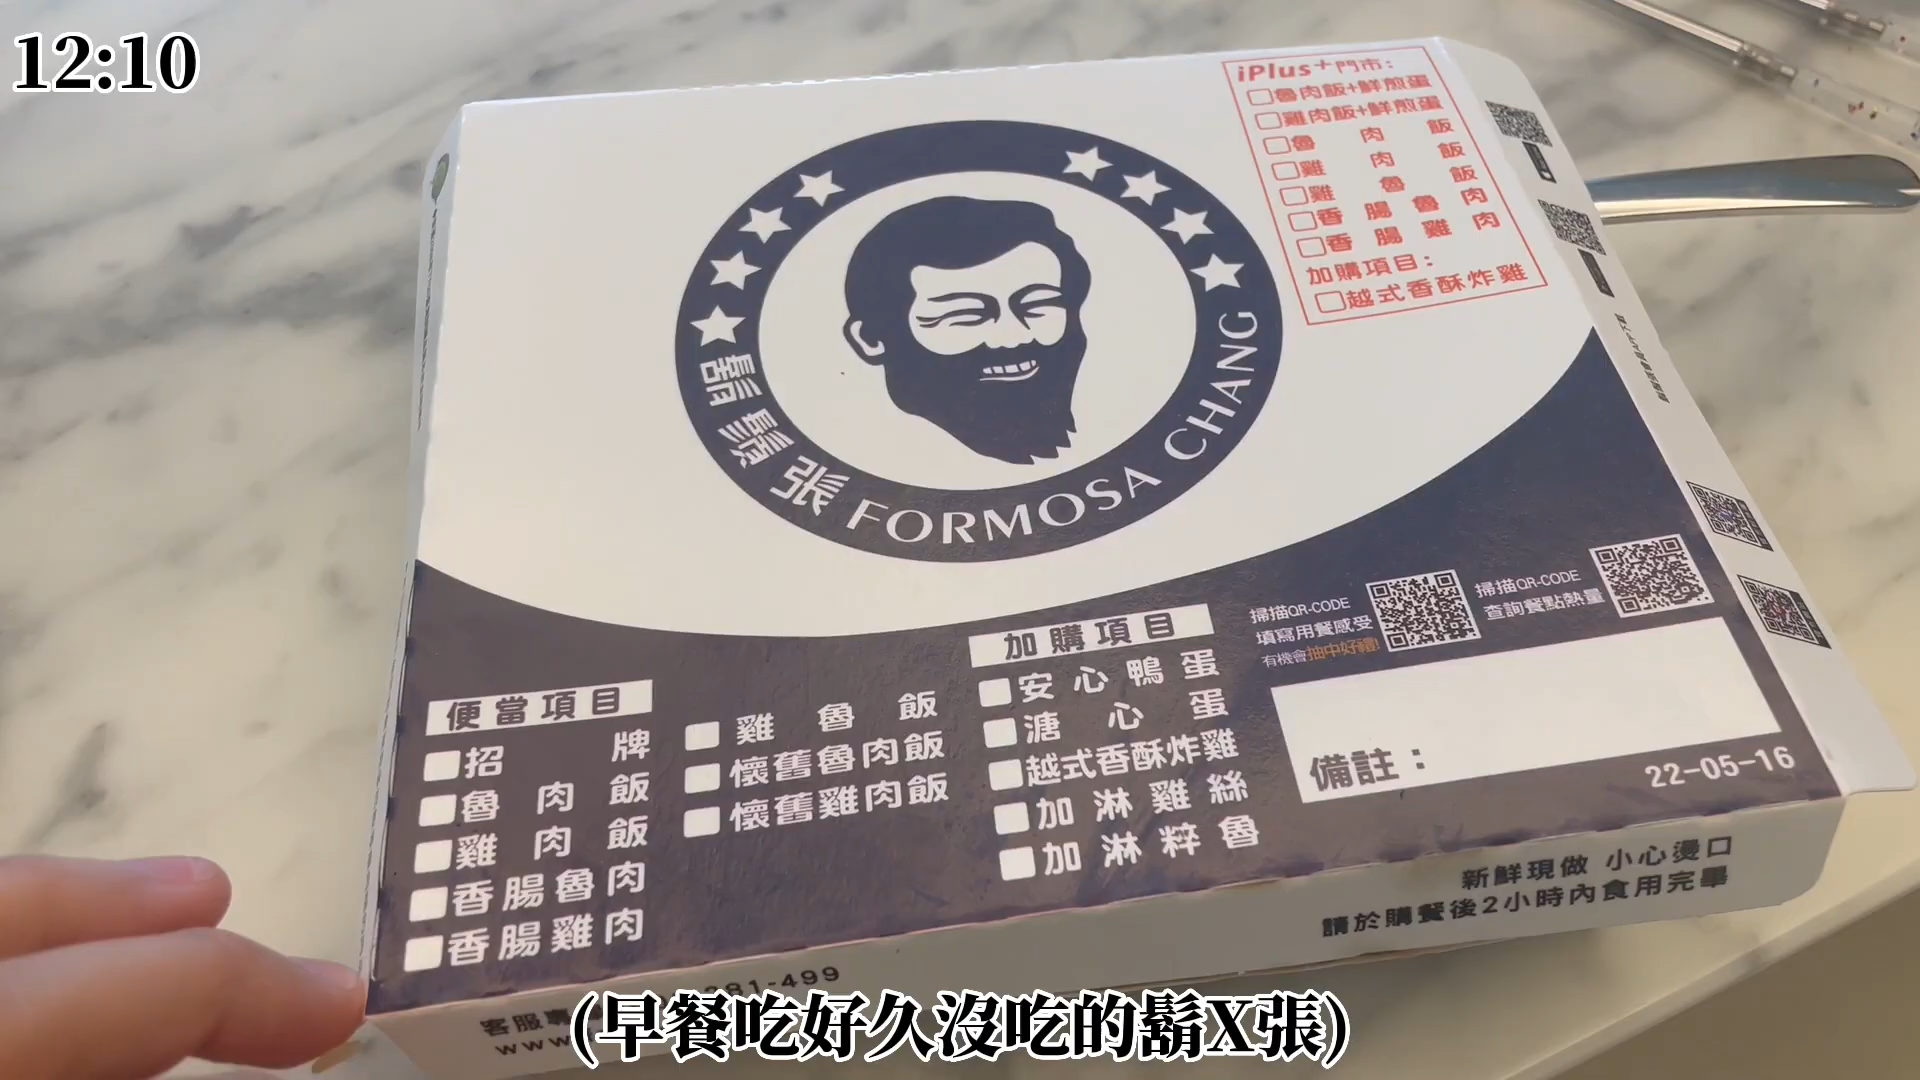 12:10
iPlus+門市:
魯肉飯+鮮煎蛋
雞肉飯+鮮煎蛋
魯肉飯
雞肉飯
雞魯飯
香腸魯肉
香腸雞肉
加購項目:
越式香酥炸雞
鬍鬚張 FORMOSA CHANG
掃描QR-CODE
填寫用餐感受
有機會抽中好禮!
掃描QR-CODE
查詢餐點熱量
便當項目
招牌
魯肉飯
雞肉飯
香腸魯肉
香腸雞肉
雞魯飯
懷舊魯肉飯
懷舊雞肉飯
加購項目
安心鴨蛋
溏心蛋
越式香酥炸雞
加淋雞絲
加淋粹魯
備註:
22-05-16
新鮮現做 小心燙口
請於購餐後2小時內食用完畢
客服專
281-499
www.
(早餐吃好久沒吃的鬍X張)